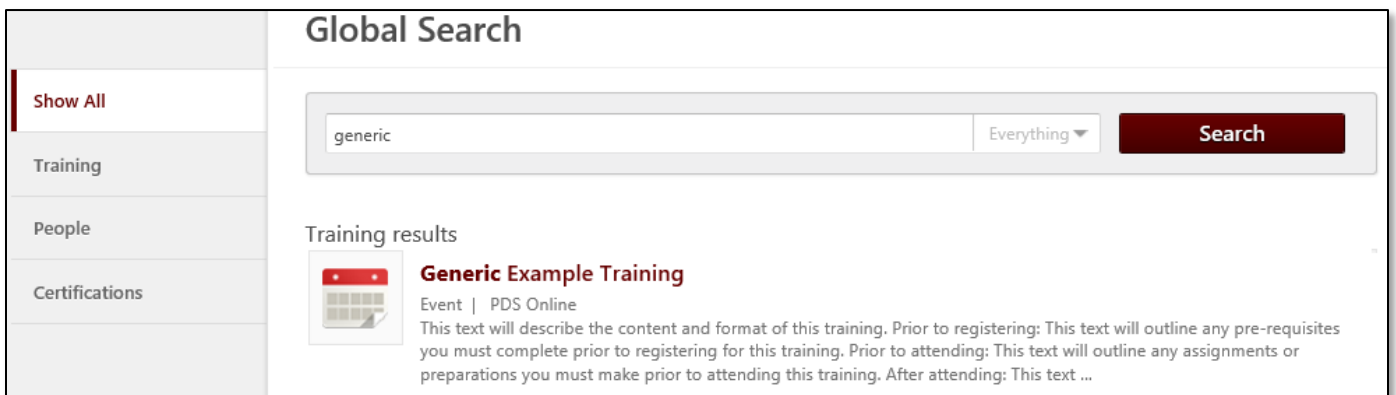 Global Search
Show All
Training
People
Certifications
generic
Everything
Search
Training results
Generic Example Training
Event | PDS Online
This text will describe the content and format of this training. Prior to registering: This text will outline any pre-requisites
you must complete prior to registering for this training. Prior to attending: This text will outline any assignments or
preparations you must make prior to attending this training. After attending: This text ...